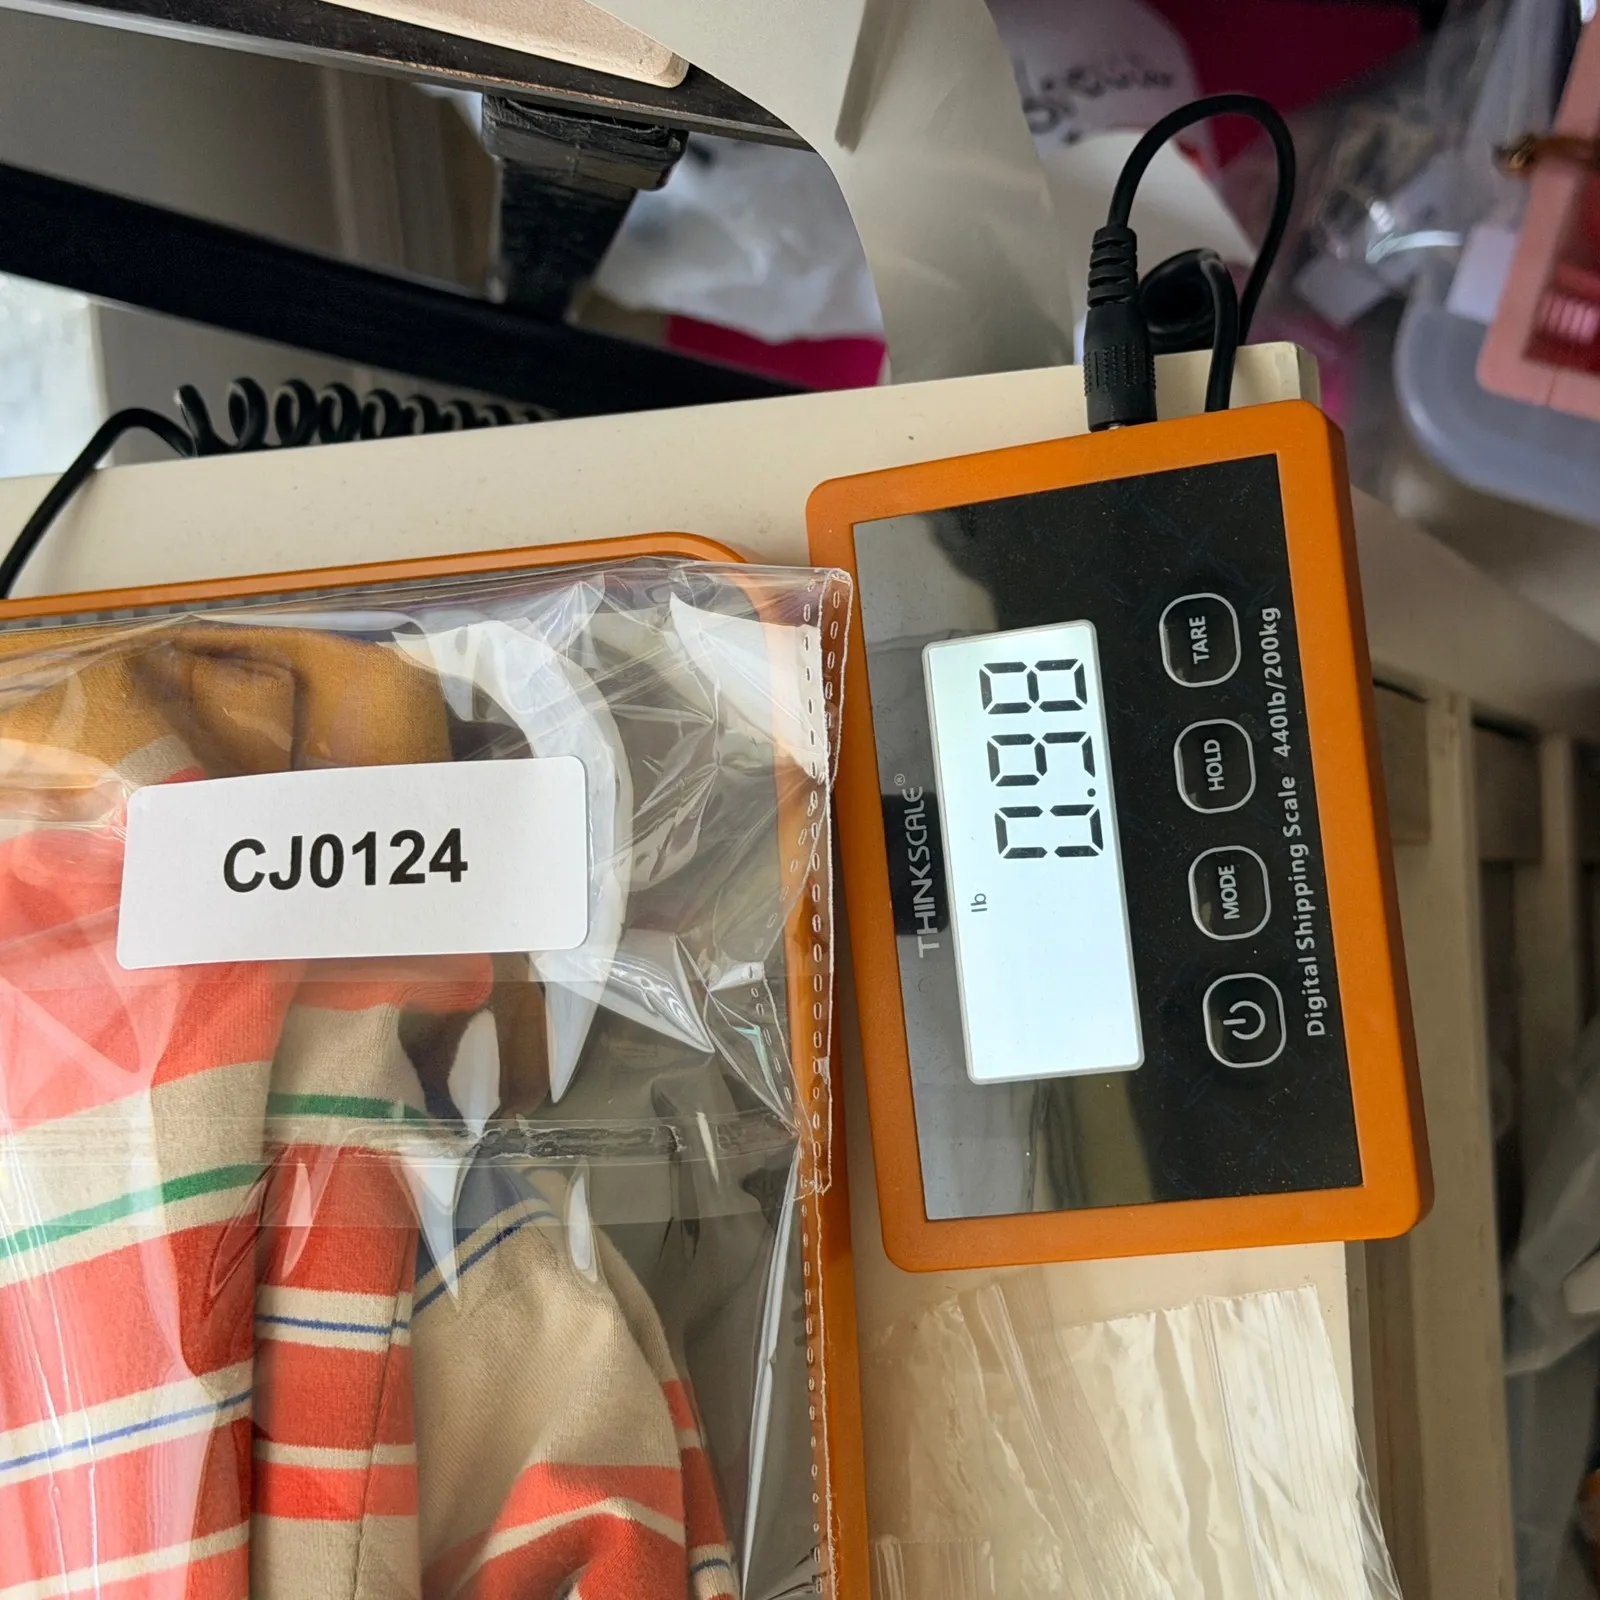 CJ0124
THINKSCALE®
lb
0.98
TARE
HOLD
MODE
Digital Shipping Scale 440lb/200kg